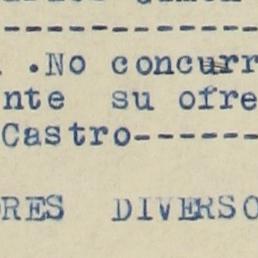 .No concurr
nte su ofre
Castro------
RES DIVERSO